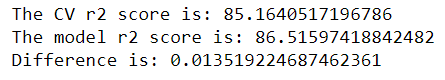 The CV r2 score is: 85.1640517196786
The model r2 score is: 86.51597418842482
Difference is: 0.013519224687462361